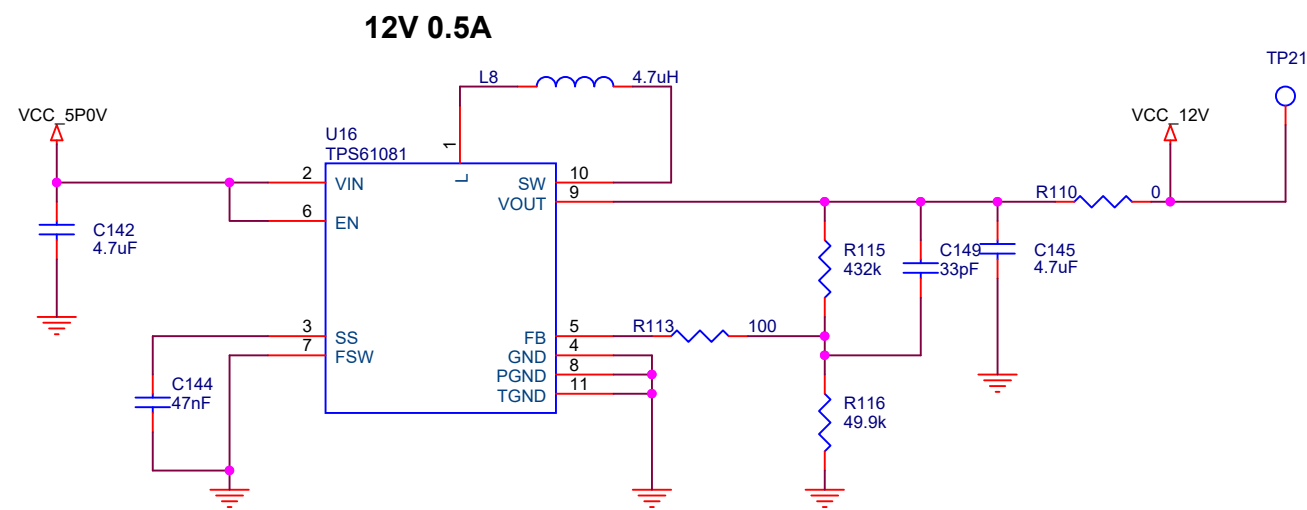 12V 0.5A
L8
4.7uH
TP21
VCC_5P0V
VCC_12V
U16
TPS61081
1
L
2
VIN
SW
10
R110
0
VOUT
9
6
EN
C142
4.7uF
R115
432k
C149
33pF
C145
4.7uF
3
SS
FB
5
R113
100
7
FSW
GND
4
PGND
8
TGND
11
C144
47nF
R116
49.9k